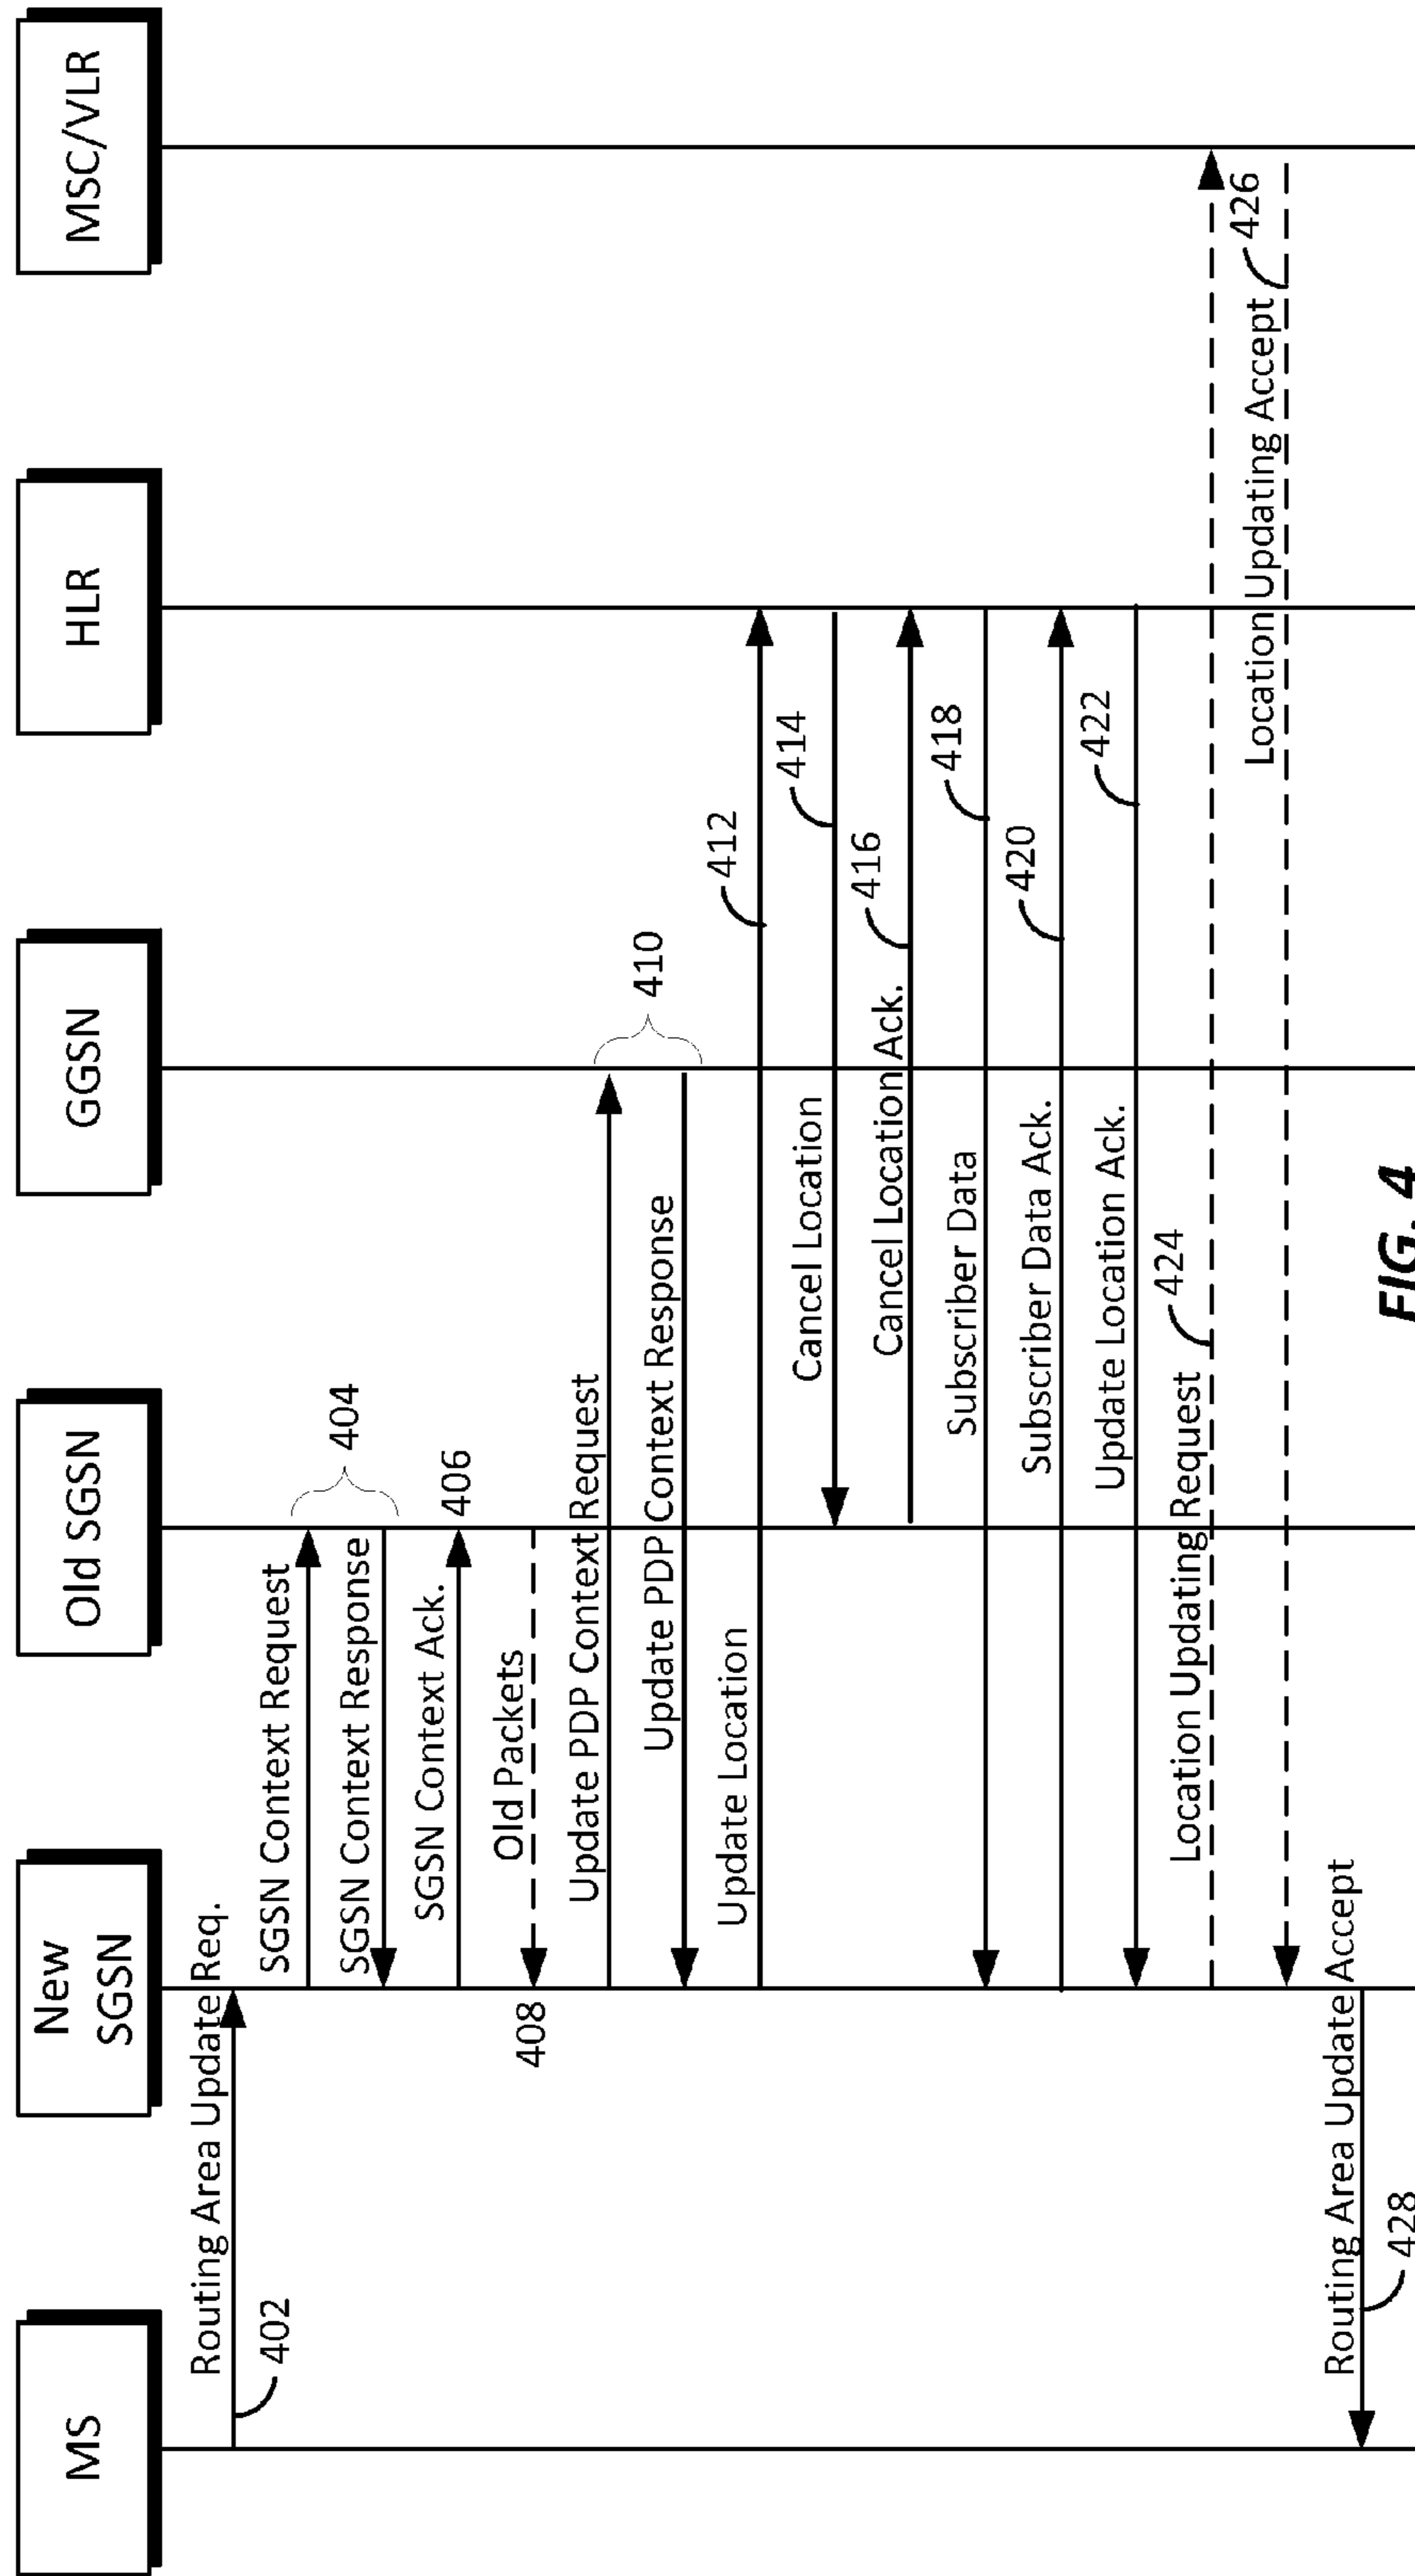 MS
New
SGSN
Old SGSN
GGSN
HLR
MSC/VLR
Routing Area Update Req.
402
SGSN Context Request
SGSN Context Response
404
SGSN Context Ack.
406
Old Packets
408
Update PDP Context Request
Update PDP Context Response
410
Update Location
412
Cancel Location
414
Cancel Location Ack.
416
Subscriber Data
418
Subscriber Data Ack.
420
Update Location Ack.
422
Location Updating Request
424
Location Updating Accept
426
Routing Area Update Accept
428
FIG. 4